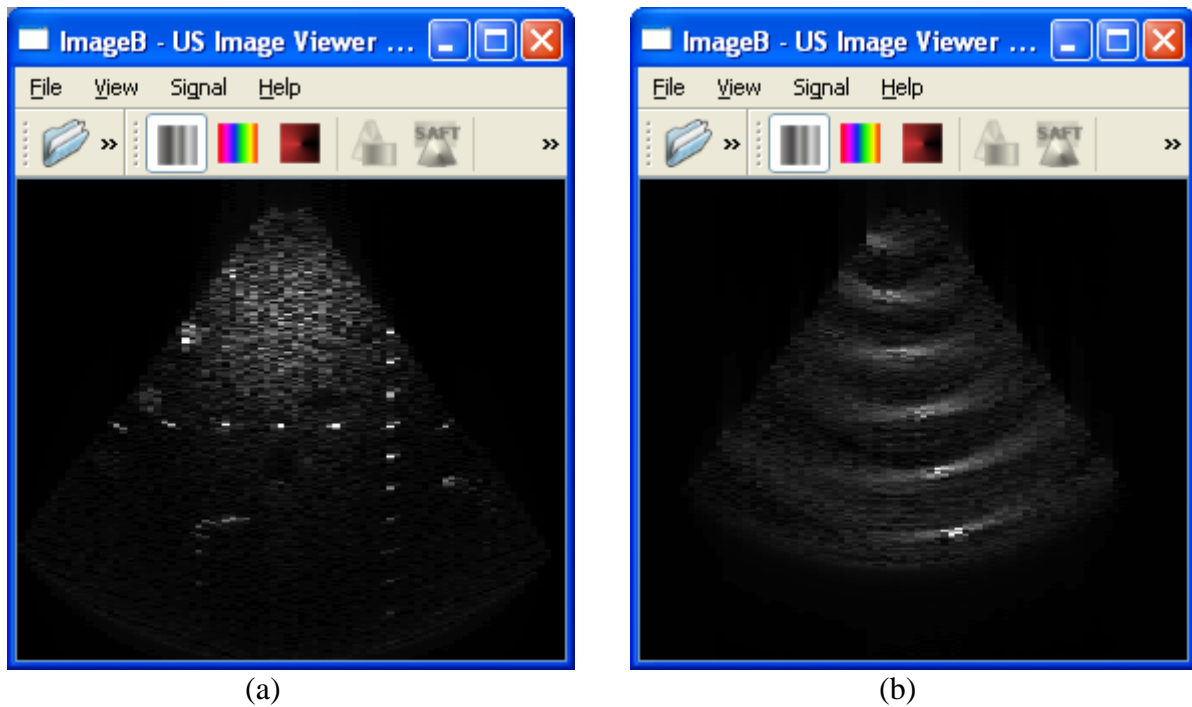 ImageB - US Image Viewer ...
File View Signal Help
» SAFT »
(a)
ImageB - US Image Viewer ...
File View Signal Help
» SAFT »
(b)